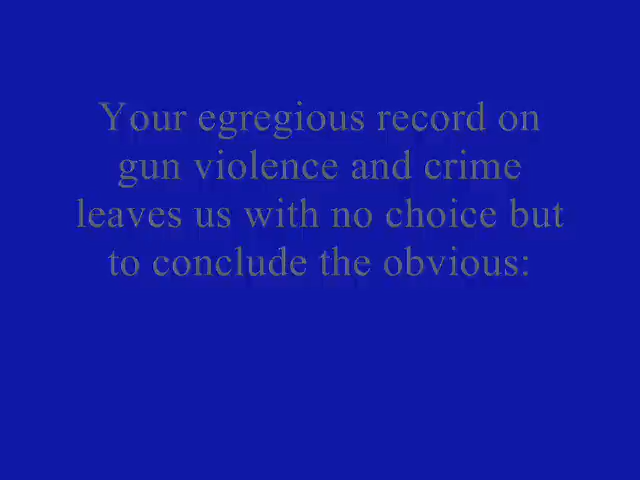 Your egregious record on
gun violence and crime
leaves us with no choice but
to conclude the obvious: